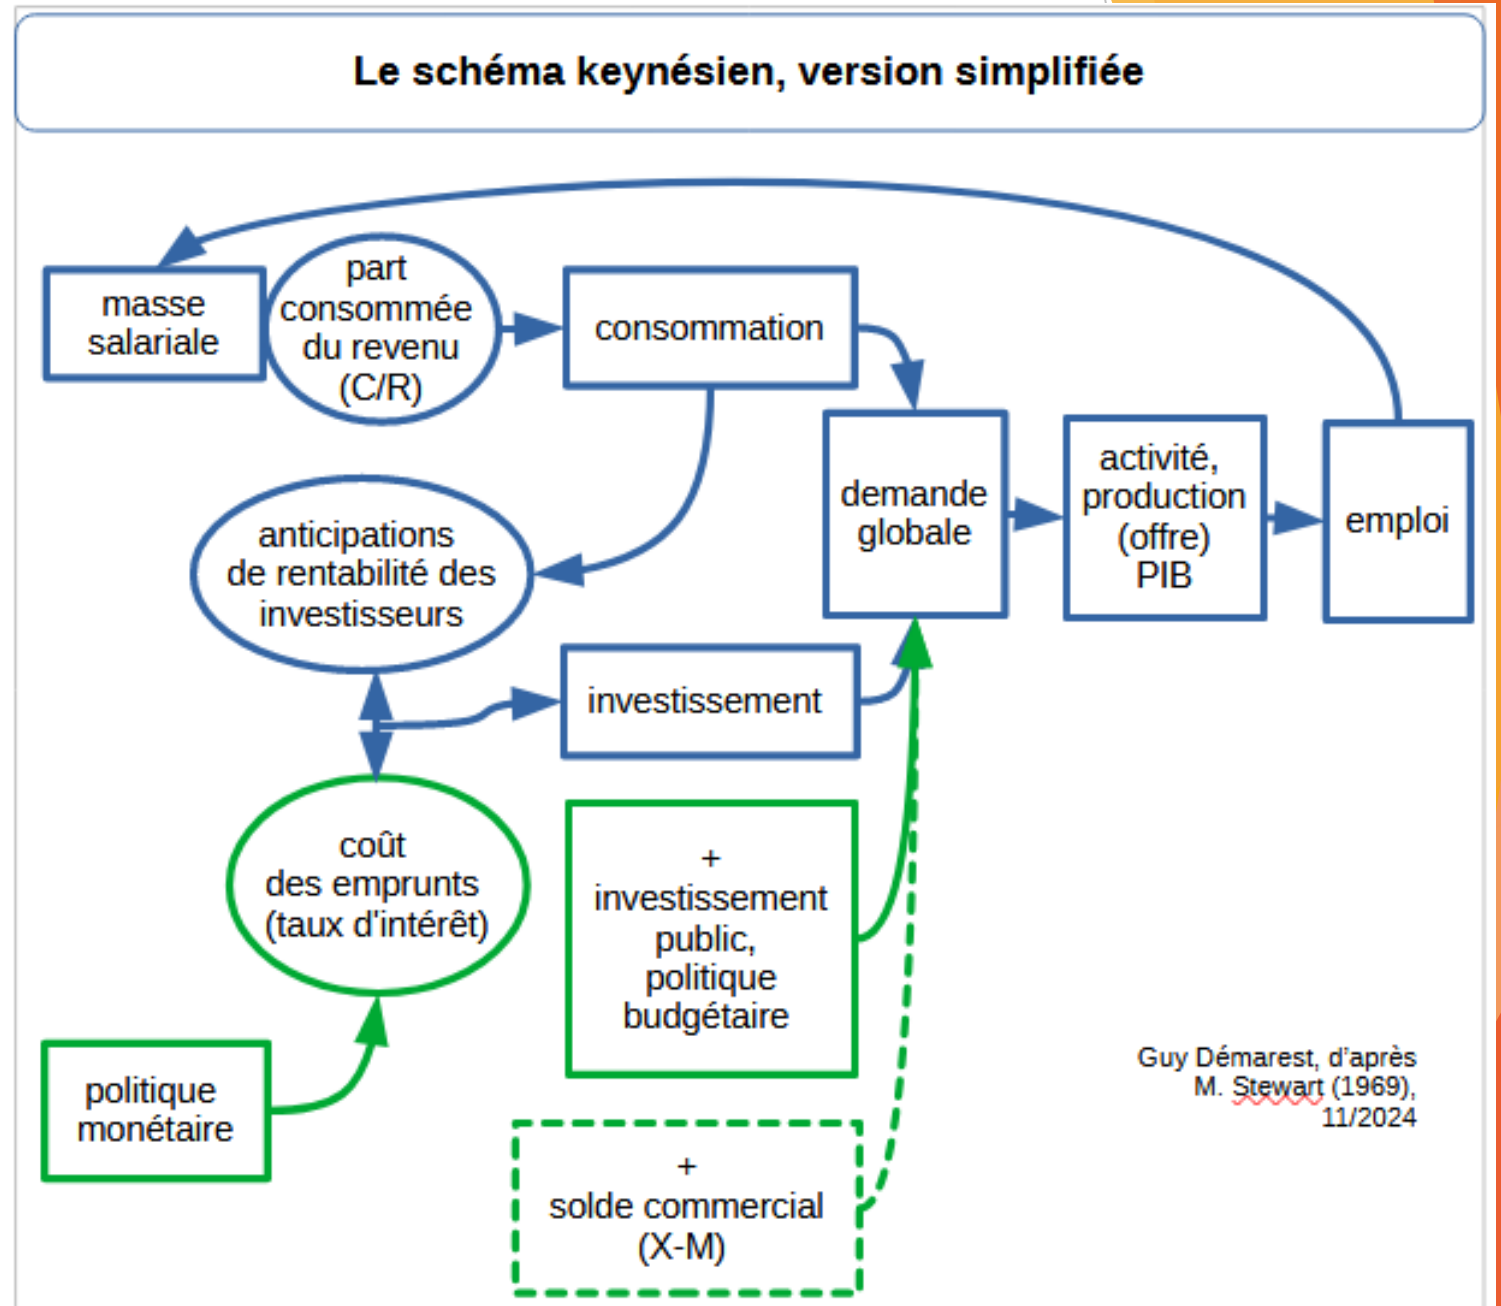 Le schéma keynésien, version simplifiée
masse
salariale
part
consommée
du revenu
(C/R)
consommation
demande
globale
activité,
production
(offre)
PIB
emploi
anticipations
de rentabilité des
investisseurs
investissement
coût
des emprunts
(taux d'intérêt)
+
investissement
public,
politique
budgétaire
politique
monétaire
+
solde commercial
(X-M)
Guy Démarest, d’après
M. Stewart (1969),
11/2024